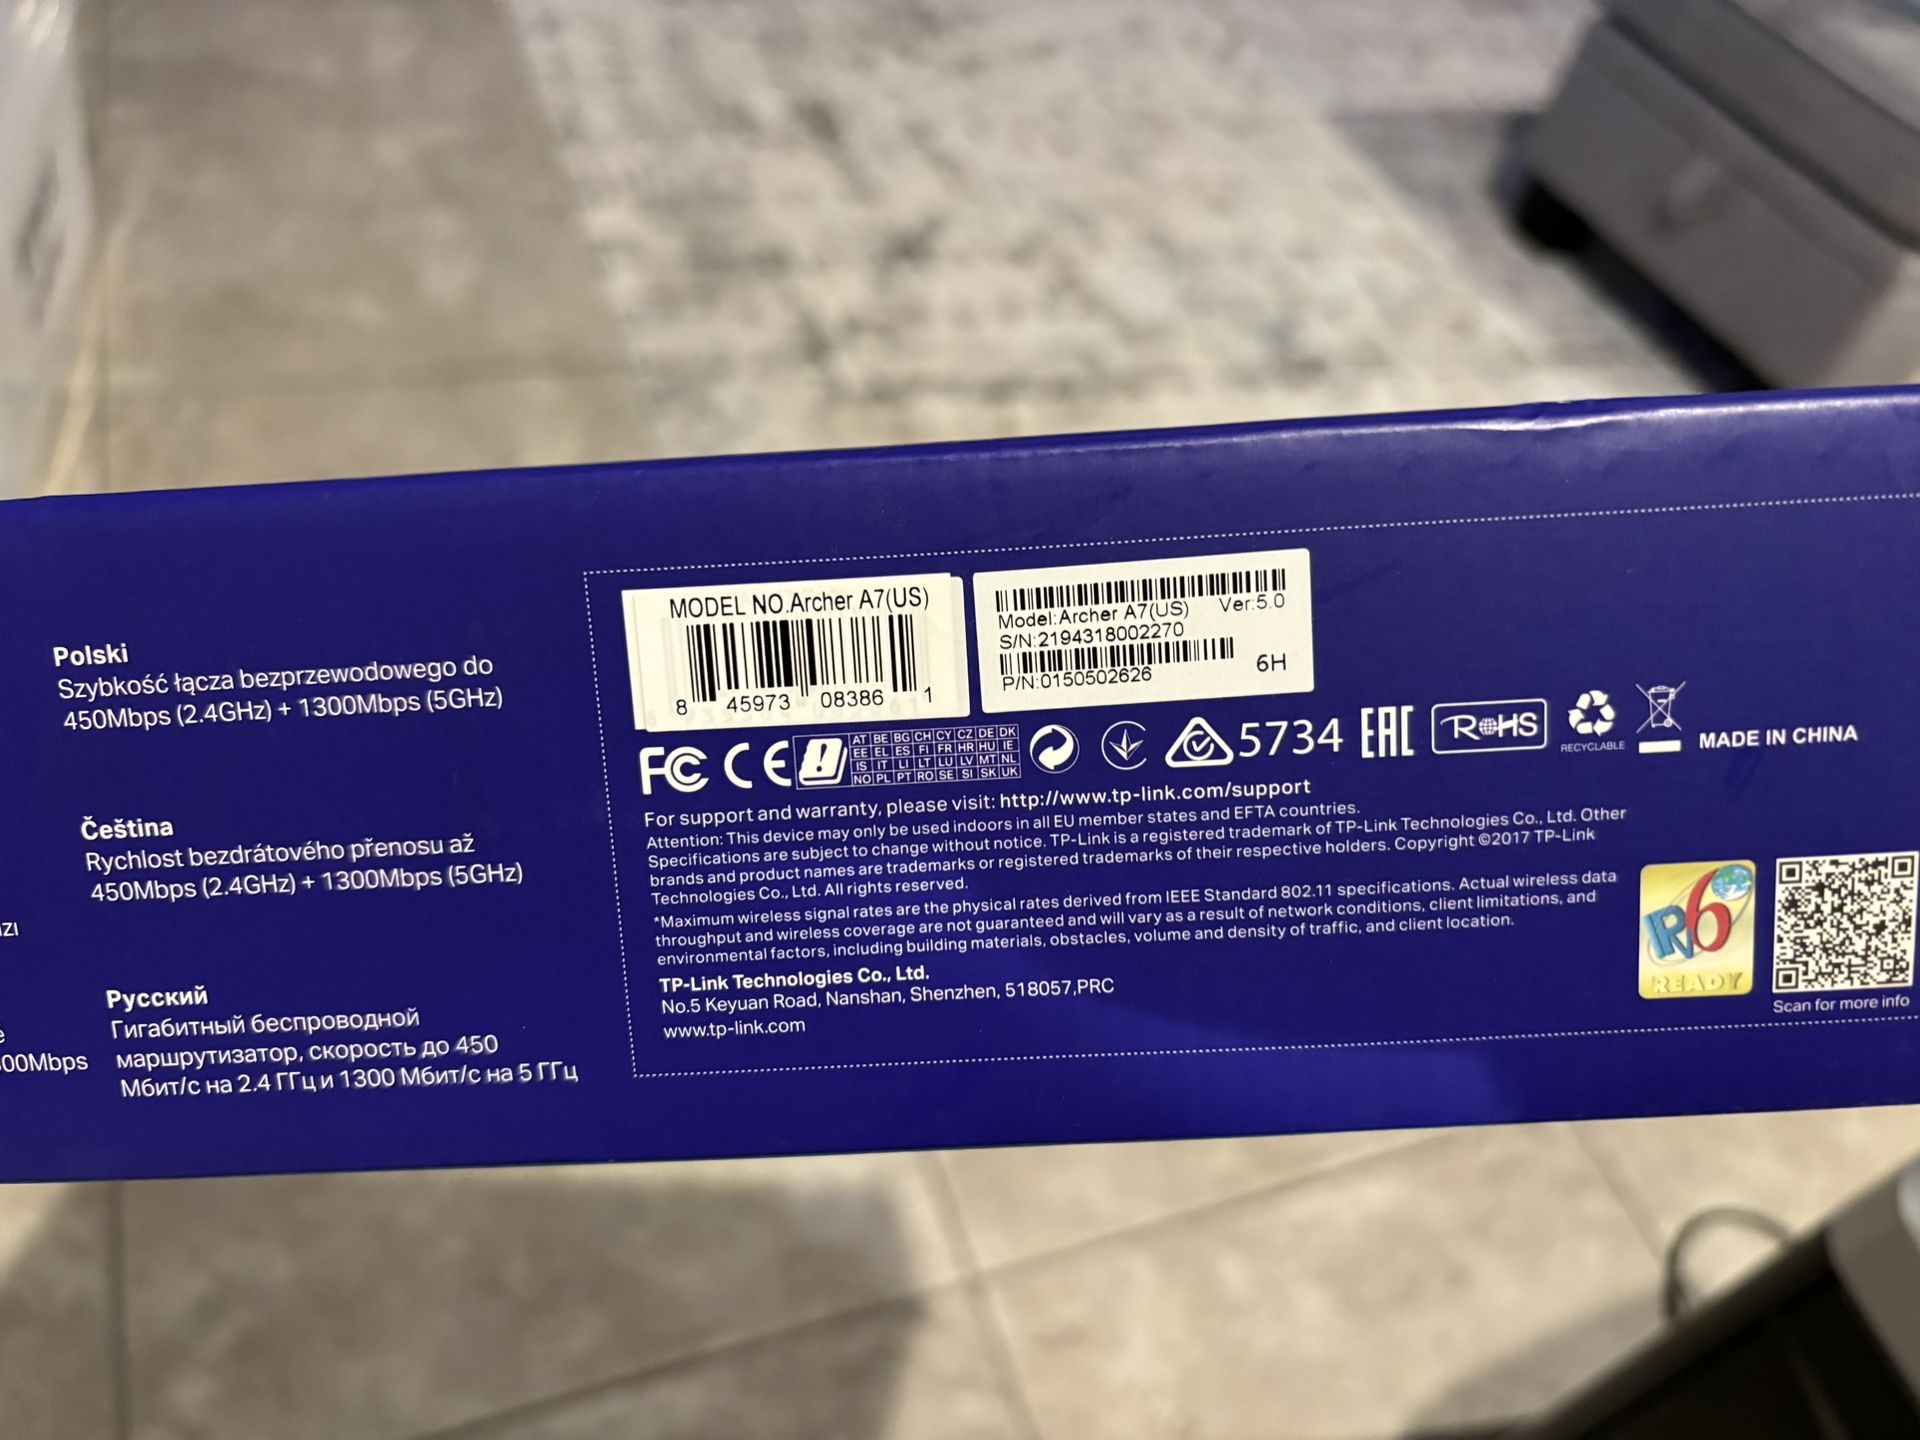 Polski
Szybkość łącza bezprzewodowego do
450Mbps (2.4GHz) + 1300Mbps (5GHz)
Čeština
Rychlost bezdrátového přenosu až
450Mbps (2.4GHz) + 1300Mbps (5GHz)
Русский
Гигабитный беспроводной
маршрутизатор, скорость до 450
Мбит/с на 2.4 ГГц и 1300 Мбит/с на 5 ГГц
MODEL NO.Archer A7(US)
8 45973 08386 1
Model:Archer A7(US) Ver:5.0
S/N:2194318002270
P/N:0150502626 6H
FC CE
AT BE BG CH CY CZ DE DK
EE EL ES FI FR HR HU IE
IS IT LI LT LU LV MT NL
NO PL PT RO SE SI SK UK
5734 EAC RoHS
RECYCLABLE
MADE IN CHINA
For support and warranty, please visit: http://www.tp-link.com/support
Attention: This device may only be used indoors in all EU member states and EFTA countries.
Specifications are subject to change without notice. TP-Link is a registered trademark of TP-Link Technologies Co., Ltd. Other
brands and product names are trademarks or registered trademarks of their respective holders. Copyright ©2017 TP-Link
Technologies Co., Ltd. All rights reserved.
*Maximum wireless signal rates are the physical rates derived from IEEE Standard 802.11 specifications. Actual wireless data
throughput and wireless coverage are not guaranteed and will vary as a result of network conditions, client limitations, and
environmental factors, including building materials, obstacles, volume and density of traffic, and client location.
TP-Link Technologies Co., Ltd.
No.5 Keyuan Road, Nanshan, Shenzhen, 518057,PRC
www.tp-link.com
IPv6
READY
Scan for more info